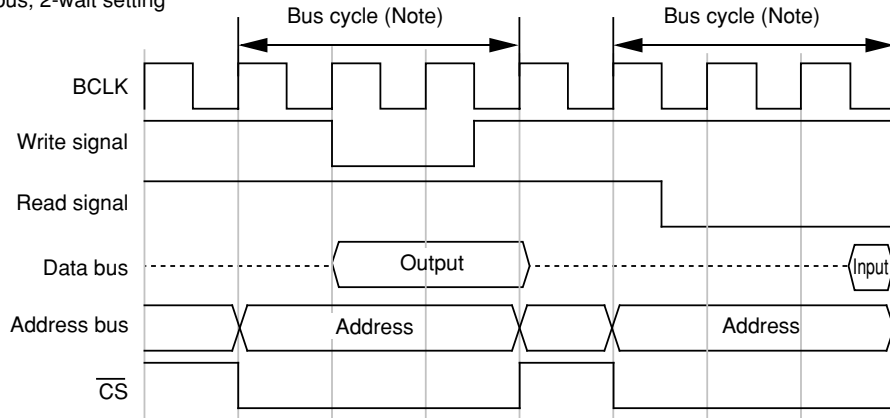 bus, 2-wait setting
Bus cycle (Note) Bus cycle (Note)
BCLK
Write signal
Read signal
Data bus Output Input
Address bus Address Address
CS